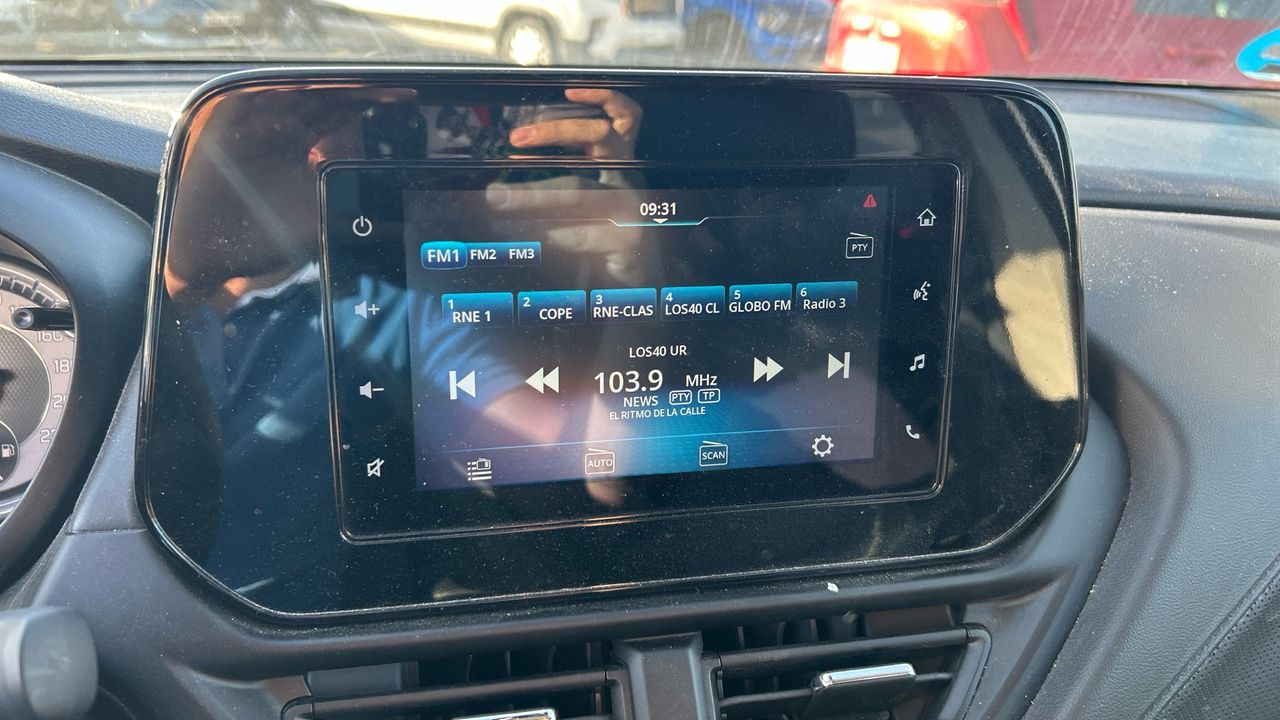 09:31
PTY
FM1 FM2 FM3
1 RNE 1
2 COPE
3 RNE-CLAS
4 LOS40 CL
5 GLOBO FM
6 Radio 3
LOS40 UR
103.9 MHz
NEWS PTY TP
EL RITMO DE LA CALLE
AUTO
SCAN
160